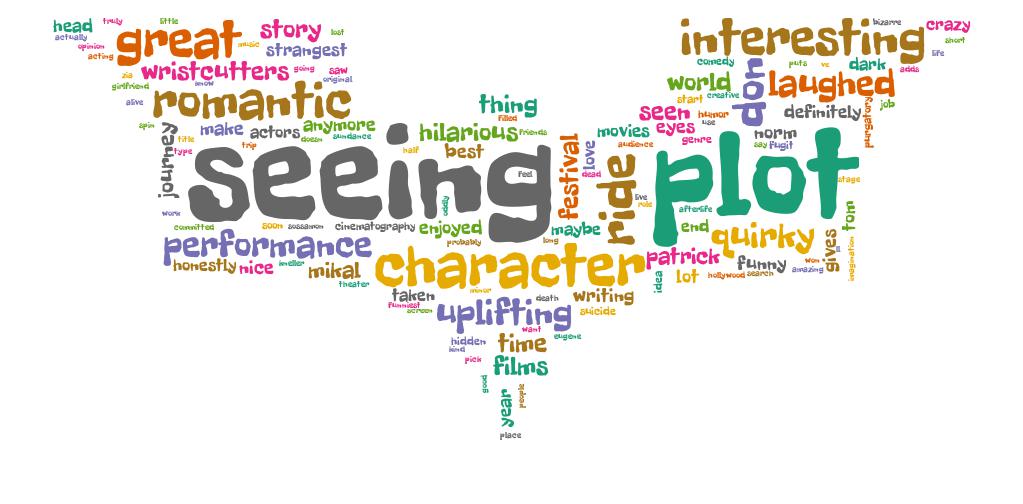 head
truly
little
actually
opinion
acting
great
music
story
lost
strangest
wristcutters
going
saw
original
zia
girlfriend
snow
alive
romantic
spin
title
type
journey
make
actors
trip
anymore
doesn
sundance
thing
filled
hilarious
friends
half
best
seeing
feel
oddly
work
committed
soon
sossamon
cinematography
enjoyed
probably
performance
honestly
nice
kneller
mikal
theater
character
minor
long
maybe
festival
love
dead
movies
audience
ride
live
role
interesting
bizarre
crazy
short
life
comedy
puts
ve
dark
adds
world
creative
start
don
laughed
job
purgatory
seen
humor
use
eyes
genre
definitely
norm
say
fugit
plot
stage
afterlife
end
quirky
tom
gives
imagination
patrick
idea
lot
funny
won
amazing
hollywood
search
taken
funniest
screen
death
writing
suicide
uplifting
want
hidden
kind
time
eugene
pick
films
good
year
people
place